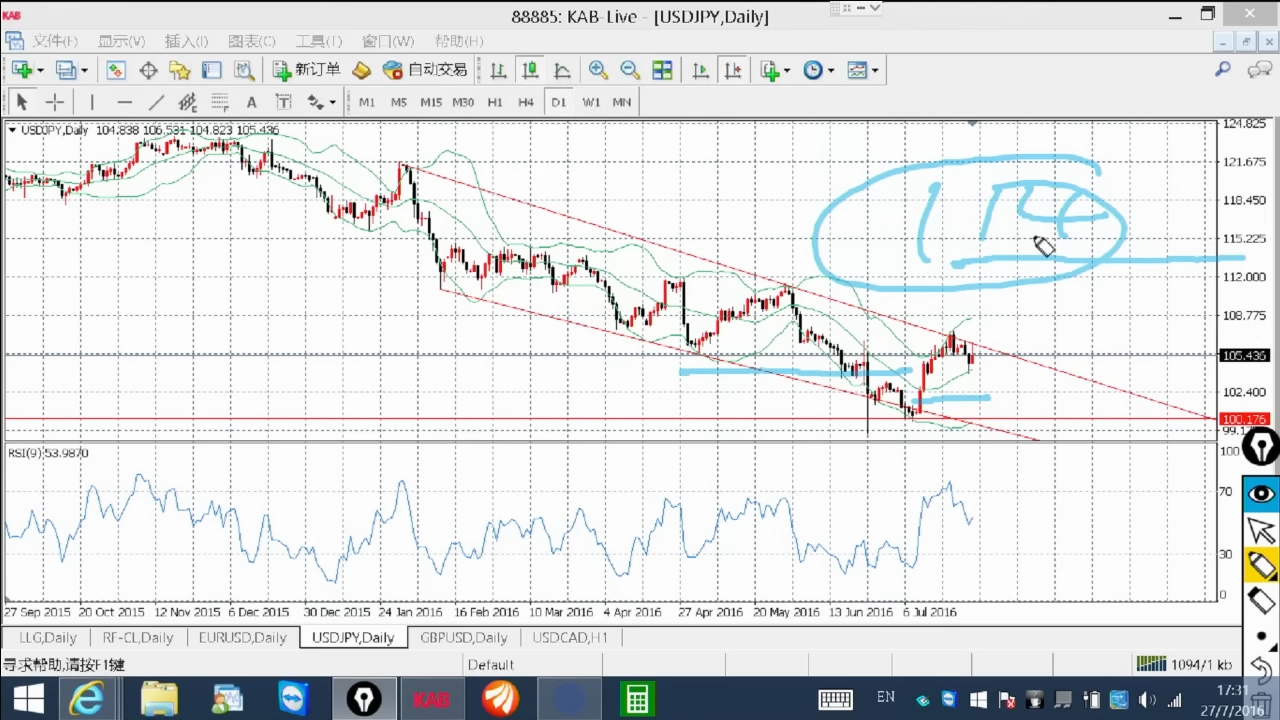 KAB 88885: KAB-Live - [USDJPY,Daily]
文件(F) 显示(V) 插入(I) 图表(C) 工具(T) 窗口(W) 帮助(H)
新订单 自动交易
A T M1 M5 M15 M30 H1 H4 D1 W1 MN
USDJPY,Daily 104.838 106.531 104.823 105.436
124.825
121.675
118.450
115.225
112.000
108.775
105.436
102.400
100.176
RSI(9) 53.9870
100
70
30
0
27 Sep 2015 20 Oct 2015 12 Nov 2015 6 Dec 2015 30 Dec 2015 24 Jan 2016 16 Feb 2016 10 Mar 2016 4 Apr 2016 27 Apr 2016 20 May 2016 13 Jun 2016 6 Jul 2016
LLG,Daily RF-CL,Daily EURUSD,Daily USDJPY,Daily GBPUSD,Daily USDCAD,H1
寻求帮助,请按F1键 Default 1094/1 kb
KAB EN 17:31
27/7/2016